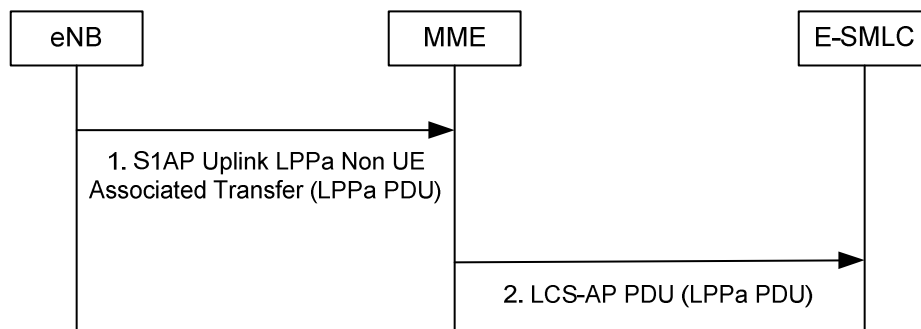 eNB
MME
E-SMLC
1. S1AP Uplink LPPa Non UE
Associated Transfer (LPPa PDU)
2. LCS-AP PDU (LPPa PDU)